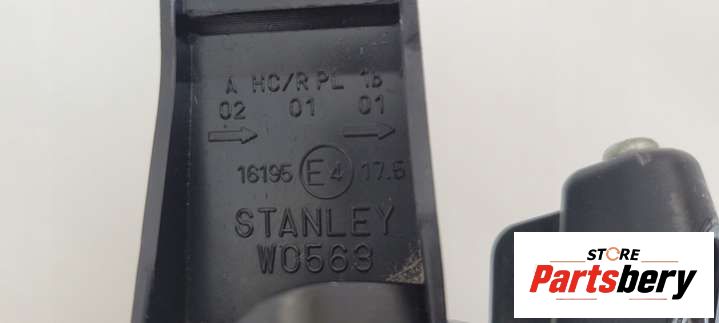 A HC/R PL 1b
02 01 01
16195 E4 17.5
STANLEY
W0563
STORE
Partsbery